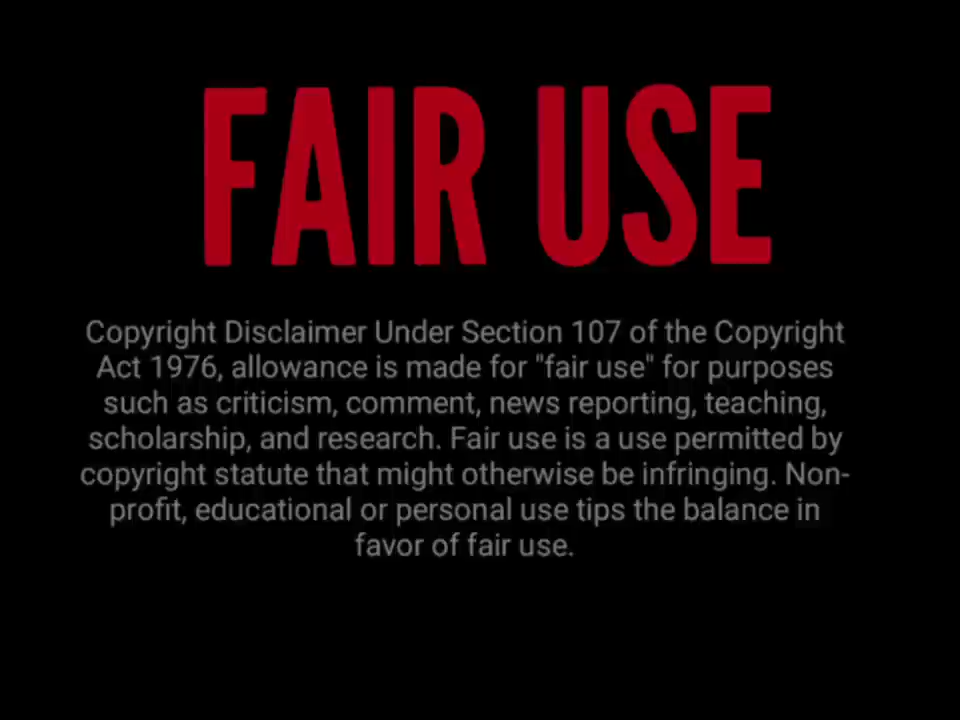 FAIR USE
Copyright Disclaimer Under Section 107 of the Copyright
Act 1976, allowance is made for "fair use" for purposes
such as criticism, comment, news reporting, teaching,
scholarship, and research. Fair use is a use permitted by
copyright statute that might otherwise be infringing. Non-
profit, educational or personal use tips the balance in
favor of fair use.